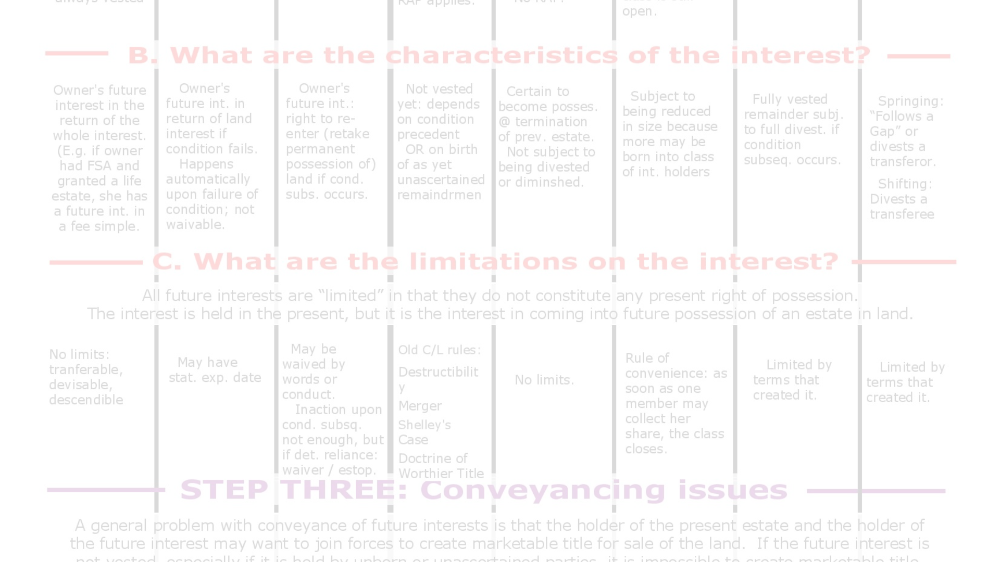 always vested
RAP applies.
No RAP.
open.
B. What are the characteristics of the interest?
Owner's future
interest in the
return of the
whole interest.
(E.g. if owner
had FSA and
granted a life
estate, she has
a future int. in
a fee simple.
Owner's
future int. in
return of land
interest if
condition fails.
Happens
automatically
upon failure of
condition; not
waivable.
Owner's
future int.:
right to re-
enter (retake
permanent
possession of)
land if cond.
subs. occurs.
Not vested
yet: depends
on condition
precedent
OR on birth
of as yet
unascertained
remaindrmen
Certain to
become posses.
@ termination
of prev. estate.
Not subject to
being divested
or diminshed.
Subject to
being reduced
in size because
more may be
born into class
of int. holders
Fully vested
remainder subj.
to full divest. if
condition
subseq. occurs.
Springing:
“Follows a
Gap” or
divests a
transferor.
Shifting:
Divests a
transferee
C. What are the limitations on the interest?
All future interests are “limited” in that they do not constitute any present right of possession.
The interest is held in the present, but it is the interest in coming into future possession of an estate in land.
No limits:
tranferable,
devisable,
descendible
May have
stat. exp. date
May be
waived by
words or
conduct.
Inaction upon
cond. subsq.
not enough, but
if det. reliance:
waiver / estop.
Old C/L rules:
Destructibilit
y
Merger
Shelley's
Case
Doctrine of
Worthier Title
No limits.
Rule of
convenience: as
soon as one
member may
collect her
share, the class
closes.
Limited by
terms that
created it.
Limited by
terms that
created it.
STEP THREE: Conveyancing issues
A general problem with conveyance of future interests is that the holder of the present estate and the holder of
the future interest may want to join forces to create marketable title for sale of the land. If the future interest is
not vested, especially if it is held by unborn or unascertained parties, it is impossible to create marketable title